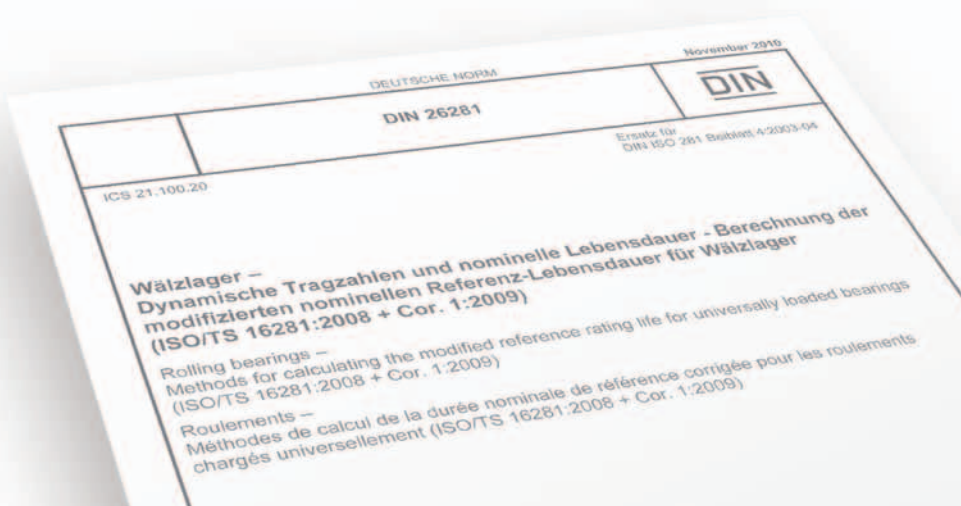 November 2010
DEUTSCHE NORM
DIN
DIN 26281
Ersatz für
DIN ISO 281 Beiblatt 4:2003-04
ICS 21.100.20
Wälzlager –
Dynamische Tragzahlen und nominelle Lebensdauer - Berechnung der
modifizierten nominellen Referenz-Lebensdauer für Wälzlager
(ISO/TS 16281:2008 + Cor. 1:2009)
Rolling bearings –
Methods for calculating the modified reference rating life for universally loaded bearings
(ISO/TS 16281:2008 + Cor. 1:2009)
Roulements –
Méthodes de calcul de la durée nominale de référence corrigée pour les roulements
chargés universellement (ISO/TS 16281:2008 + Cor. 1:2009)